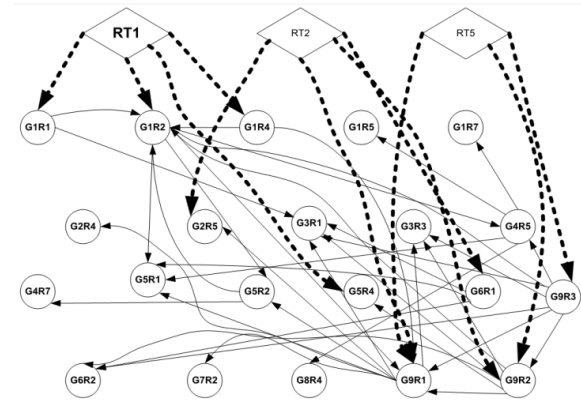 RT1 RT2 RT5
G1R1 G1R2 G1R4 G1R5 G1R7
G2R4 G2R5 G3R1 G3R3 G4R5
G4R7 G5R1 G5R2 G5R4 G6R1 G9R3
G6R2 G7R2 G8R4 G9R1 G9R2